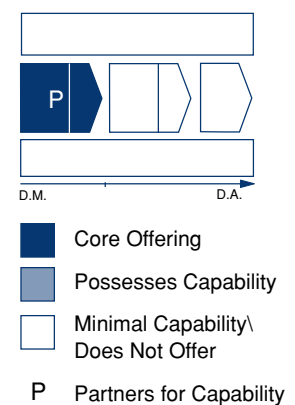 P
D.M. D.A.
Core Offering
Possesses Capability
Minimal Capability\
Does Not Offer
P Partners for Capability